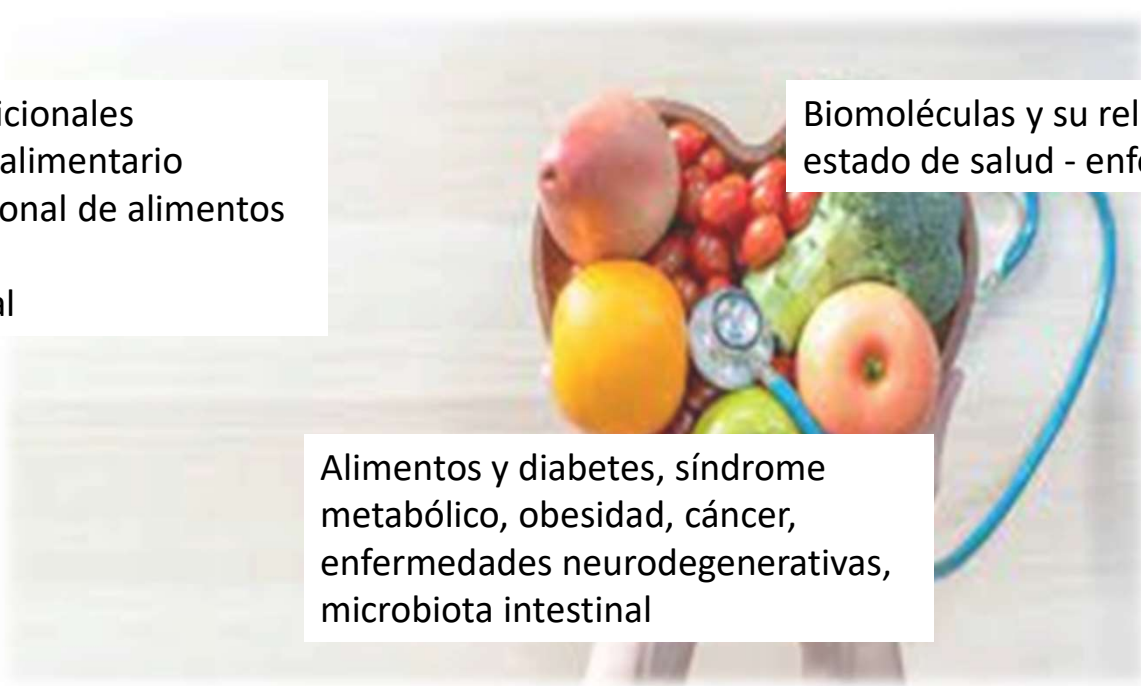 icionales
alimentario
onal de alimentos
al
Biomoléculas y su rel
estado de salud - enf
Alimentos y diabetes, síndrome
metabólico, obesidad, cáncer,
enfermedades neurodegenerativas,
microbiota intestinal